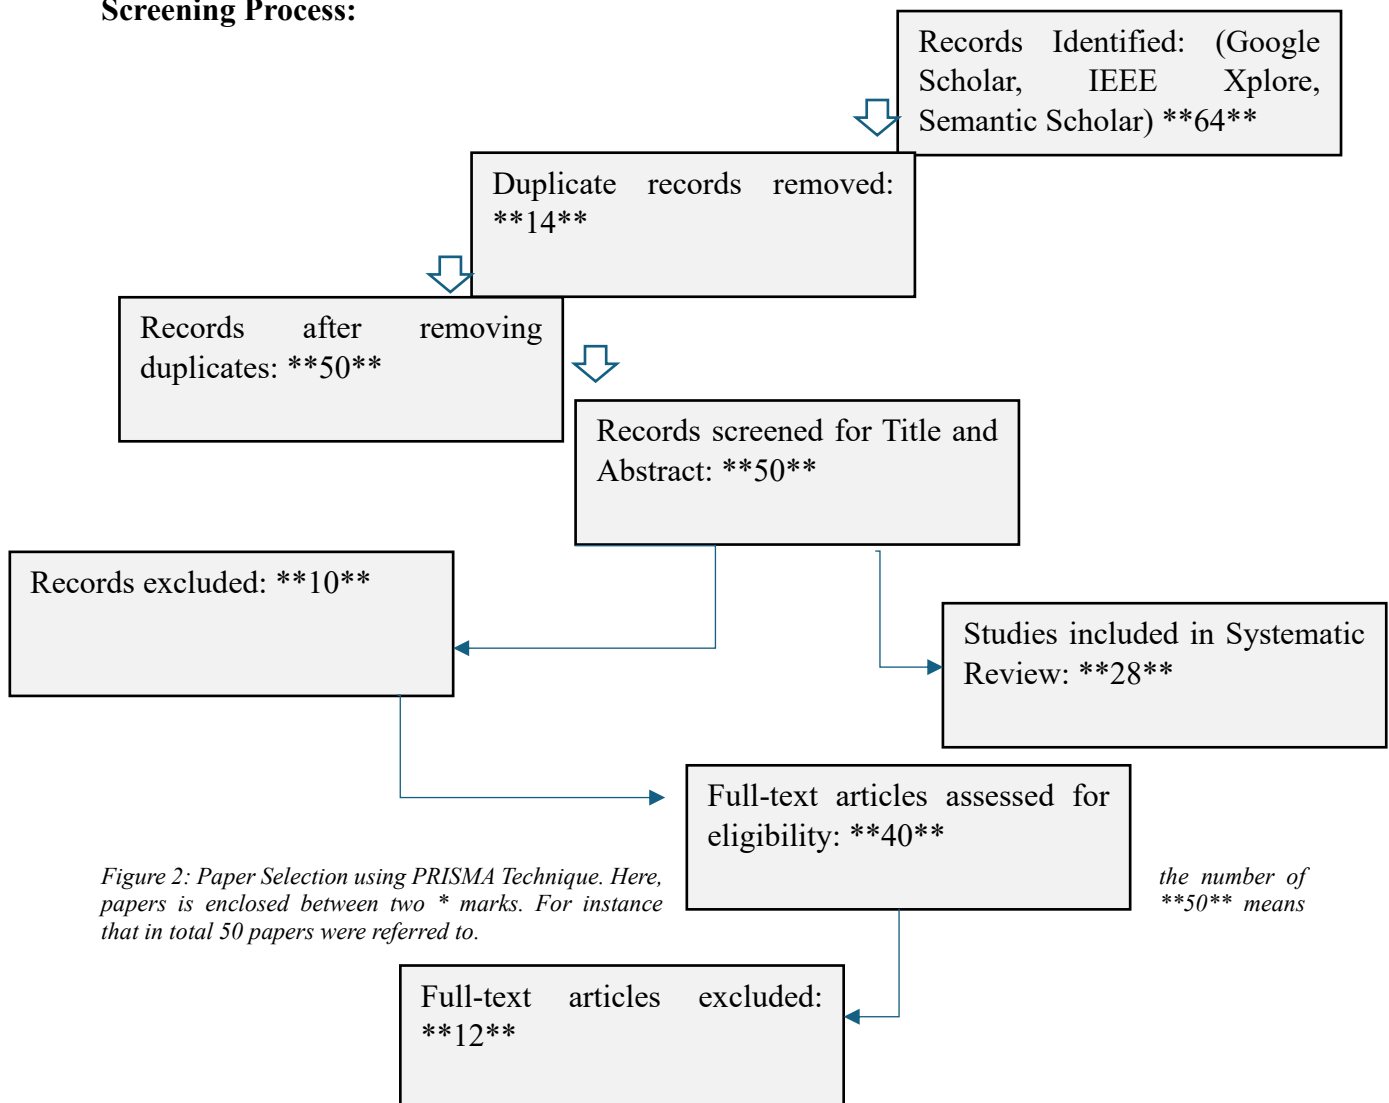 Screening Process:
Records Identified: (Google
Scholar, IEEE Xplore,
Semantic Scholar) **64**
Duplicate records removed:
**14**
Records after removing
duplicates: **50**
Records screened for Title and
Abstract: **50**
Records excluded: **10**
Studies included in Systematic
Review: **28**
Full-text articles assessed for
eligibility: **40**
Figure 2: Paper Selection using PRISMA Technique. Here, the number of
papers is enclosed between two * marks. For instance **50** means
that in total 50 papers were referred to.
Full-text articles excluded:
**12**